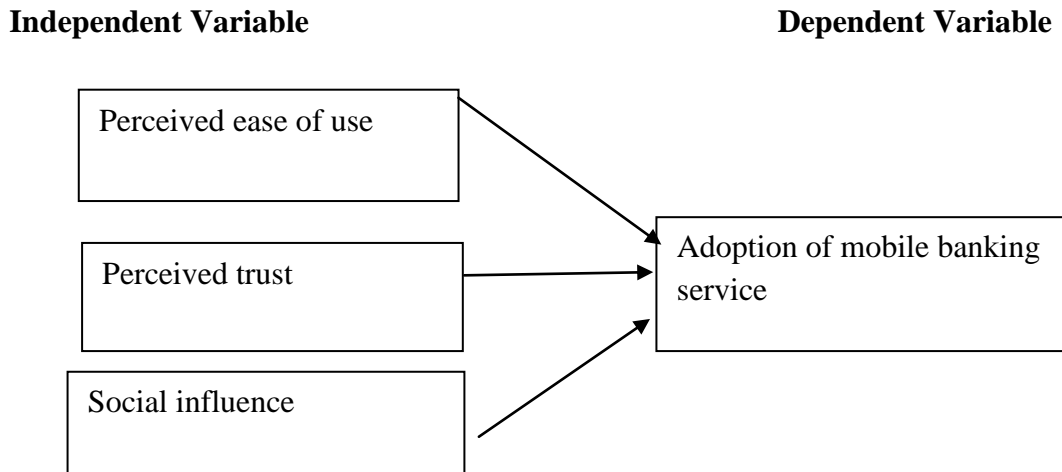 Independent Variable
Dependent Variable
Perceived ease of use
Perceived trust
Social influence
Adoption of mobile banking
service